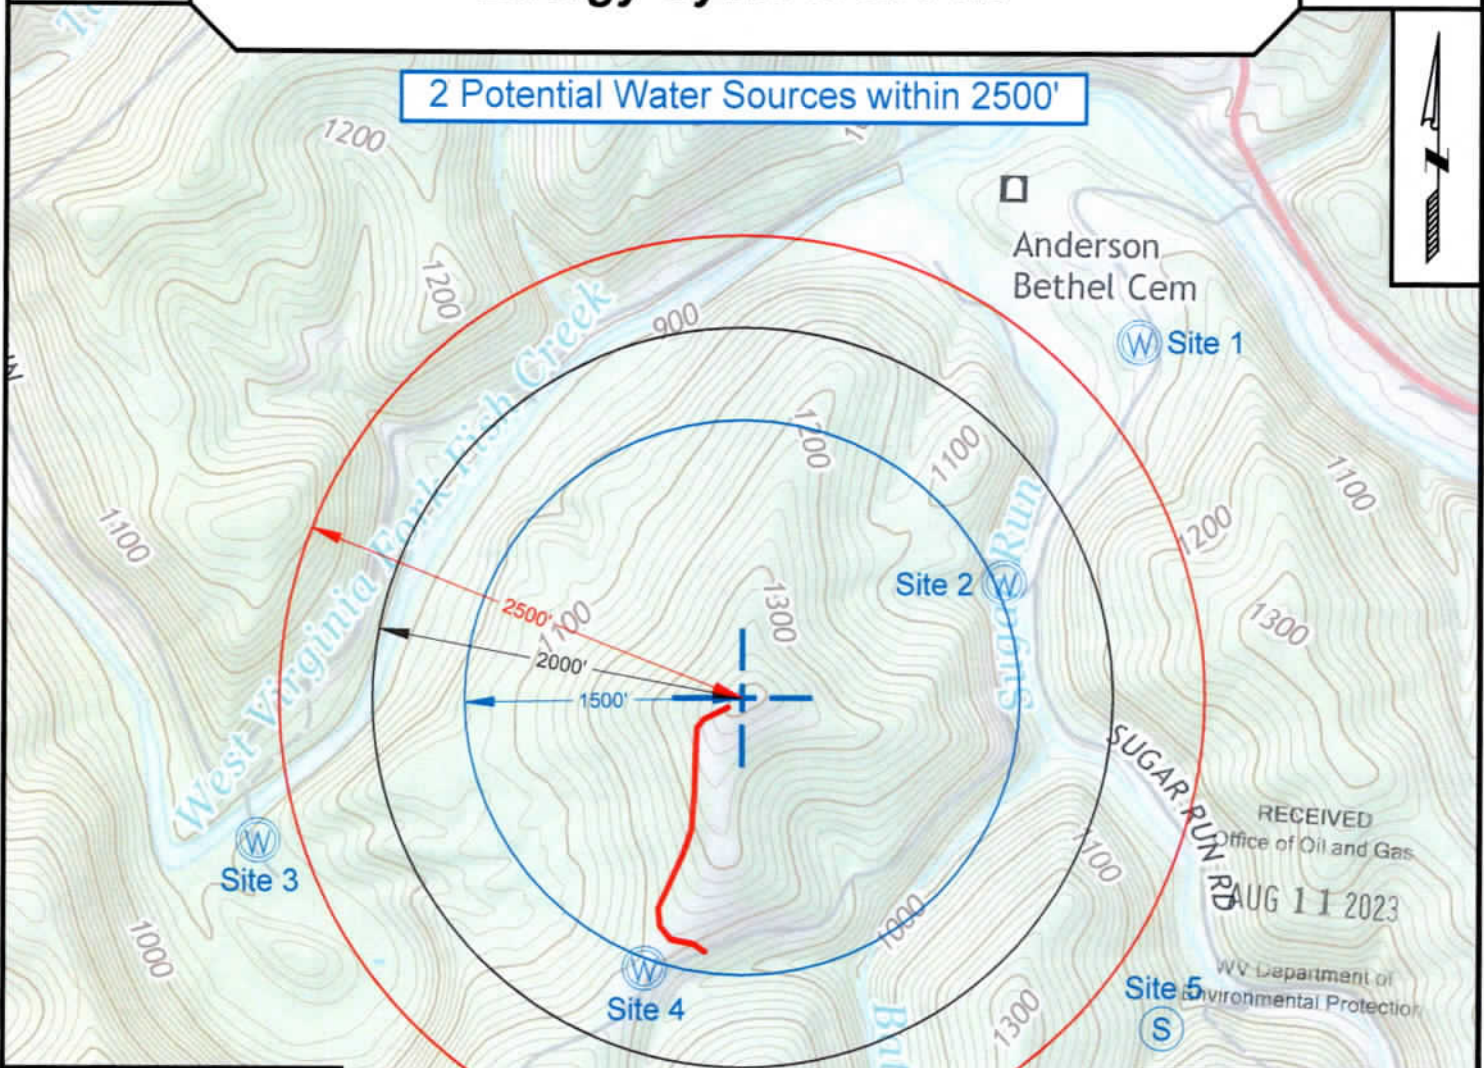 2 Potential Water Sources within 2500'
1200
Anderson
Bethel Cem
1200
900
W Site 1
West Virginia Fork Fish Creek
1200
1100
1100
1100
1200
Site 2 W
Sugar Run
1300
1300
2500'
1100
2000'
1500'
SUGAR RUN RD
RECEIVED
Office of Oil and Gas
W
Site 3
1100
AUG 11 2023
1000
1000
W
Site 4
WV Department of
Environmental Protection
Site 5
S
1300
N